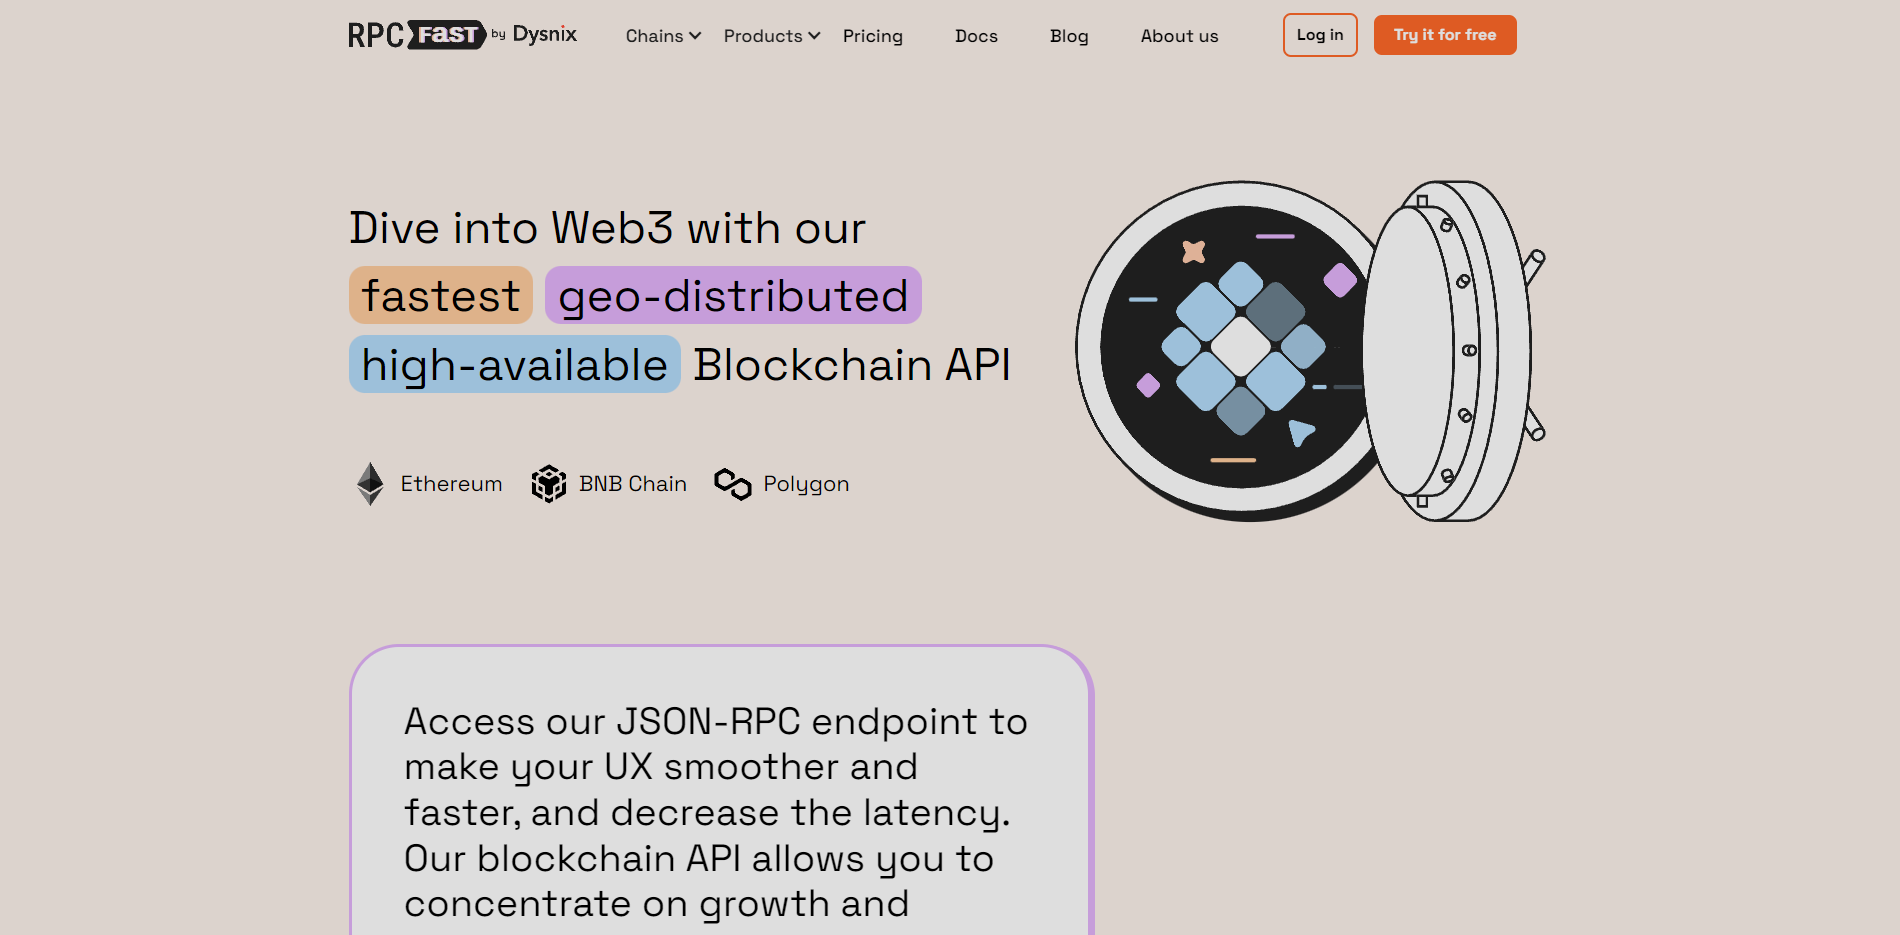 RPC FAST by Dysnix Chains Products Pricing Docs Blog About us Log in Try it for free
Dive into Web3 with our
fastest geo-distributed
high-available Blockchain API
Ethereum BNB Chain Polygon
Access our JSON-RPC endpoint to
make your UX smoother and
faster, and decrease the latency.
Our blockchain API allows you to
concentrate on growth and